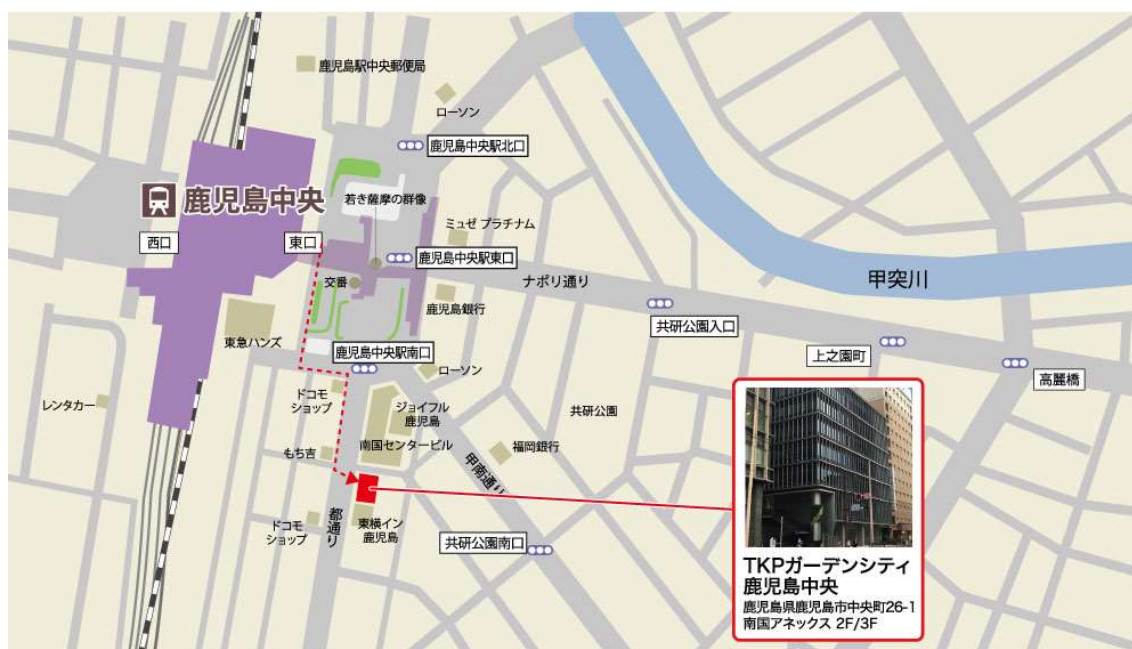 鹿児島駅中央郵便局
ローソン
鹿児島中央駅北口
鹿児島中央
若き薩摩の群像
ミュゼ プラチナム
西口
東口
鹿児島中央駅東口
交番
ナポリ通り
甲突川
鹿児島銀行
共研公園入口
東急ハンズ
鹿児島中央駅南口
上之園町
ローソン
高麗橋
ドコモ
ショップ
レンタカー
ジョイフル
鹿児島
共研公園
南国センタービル
福岡銀行
もち吉
甲南通り
都通り
東横イン
鹿児島
ドコモ
ショップ
共研公園南口
TKPガーデンシティ
鹿児島中央
鹿児島県鹿児島市中央町26-1
南国アネックス 2F/3F